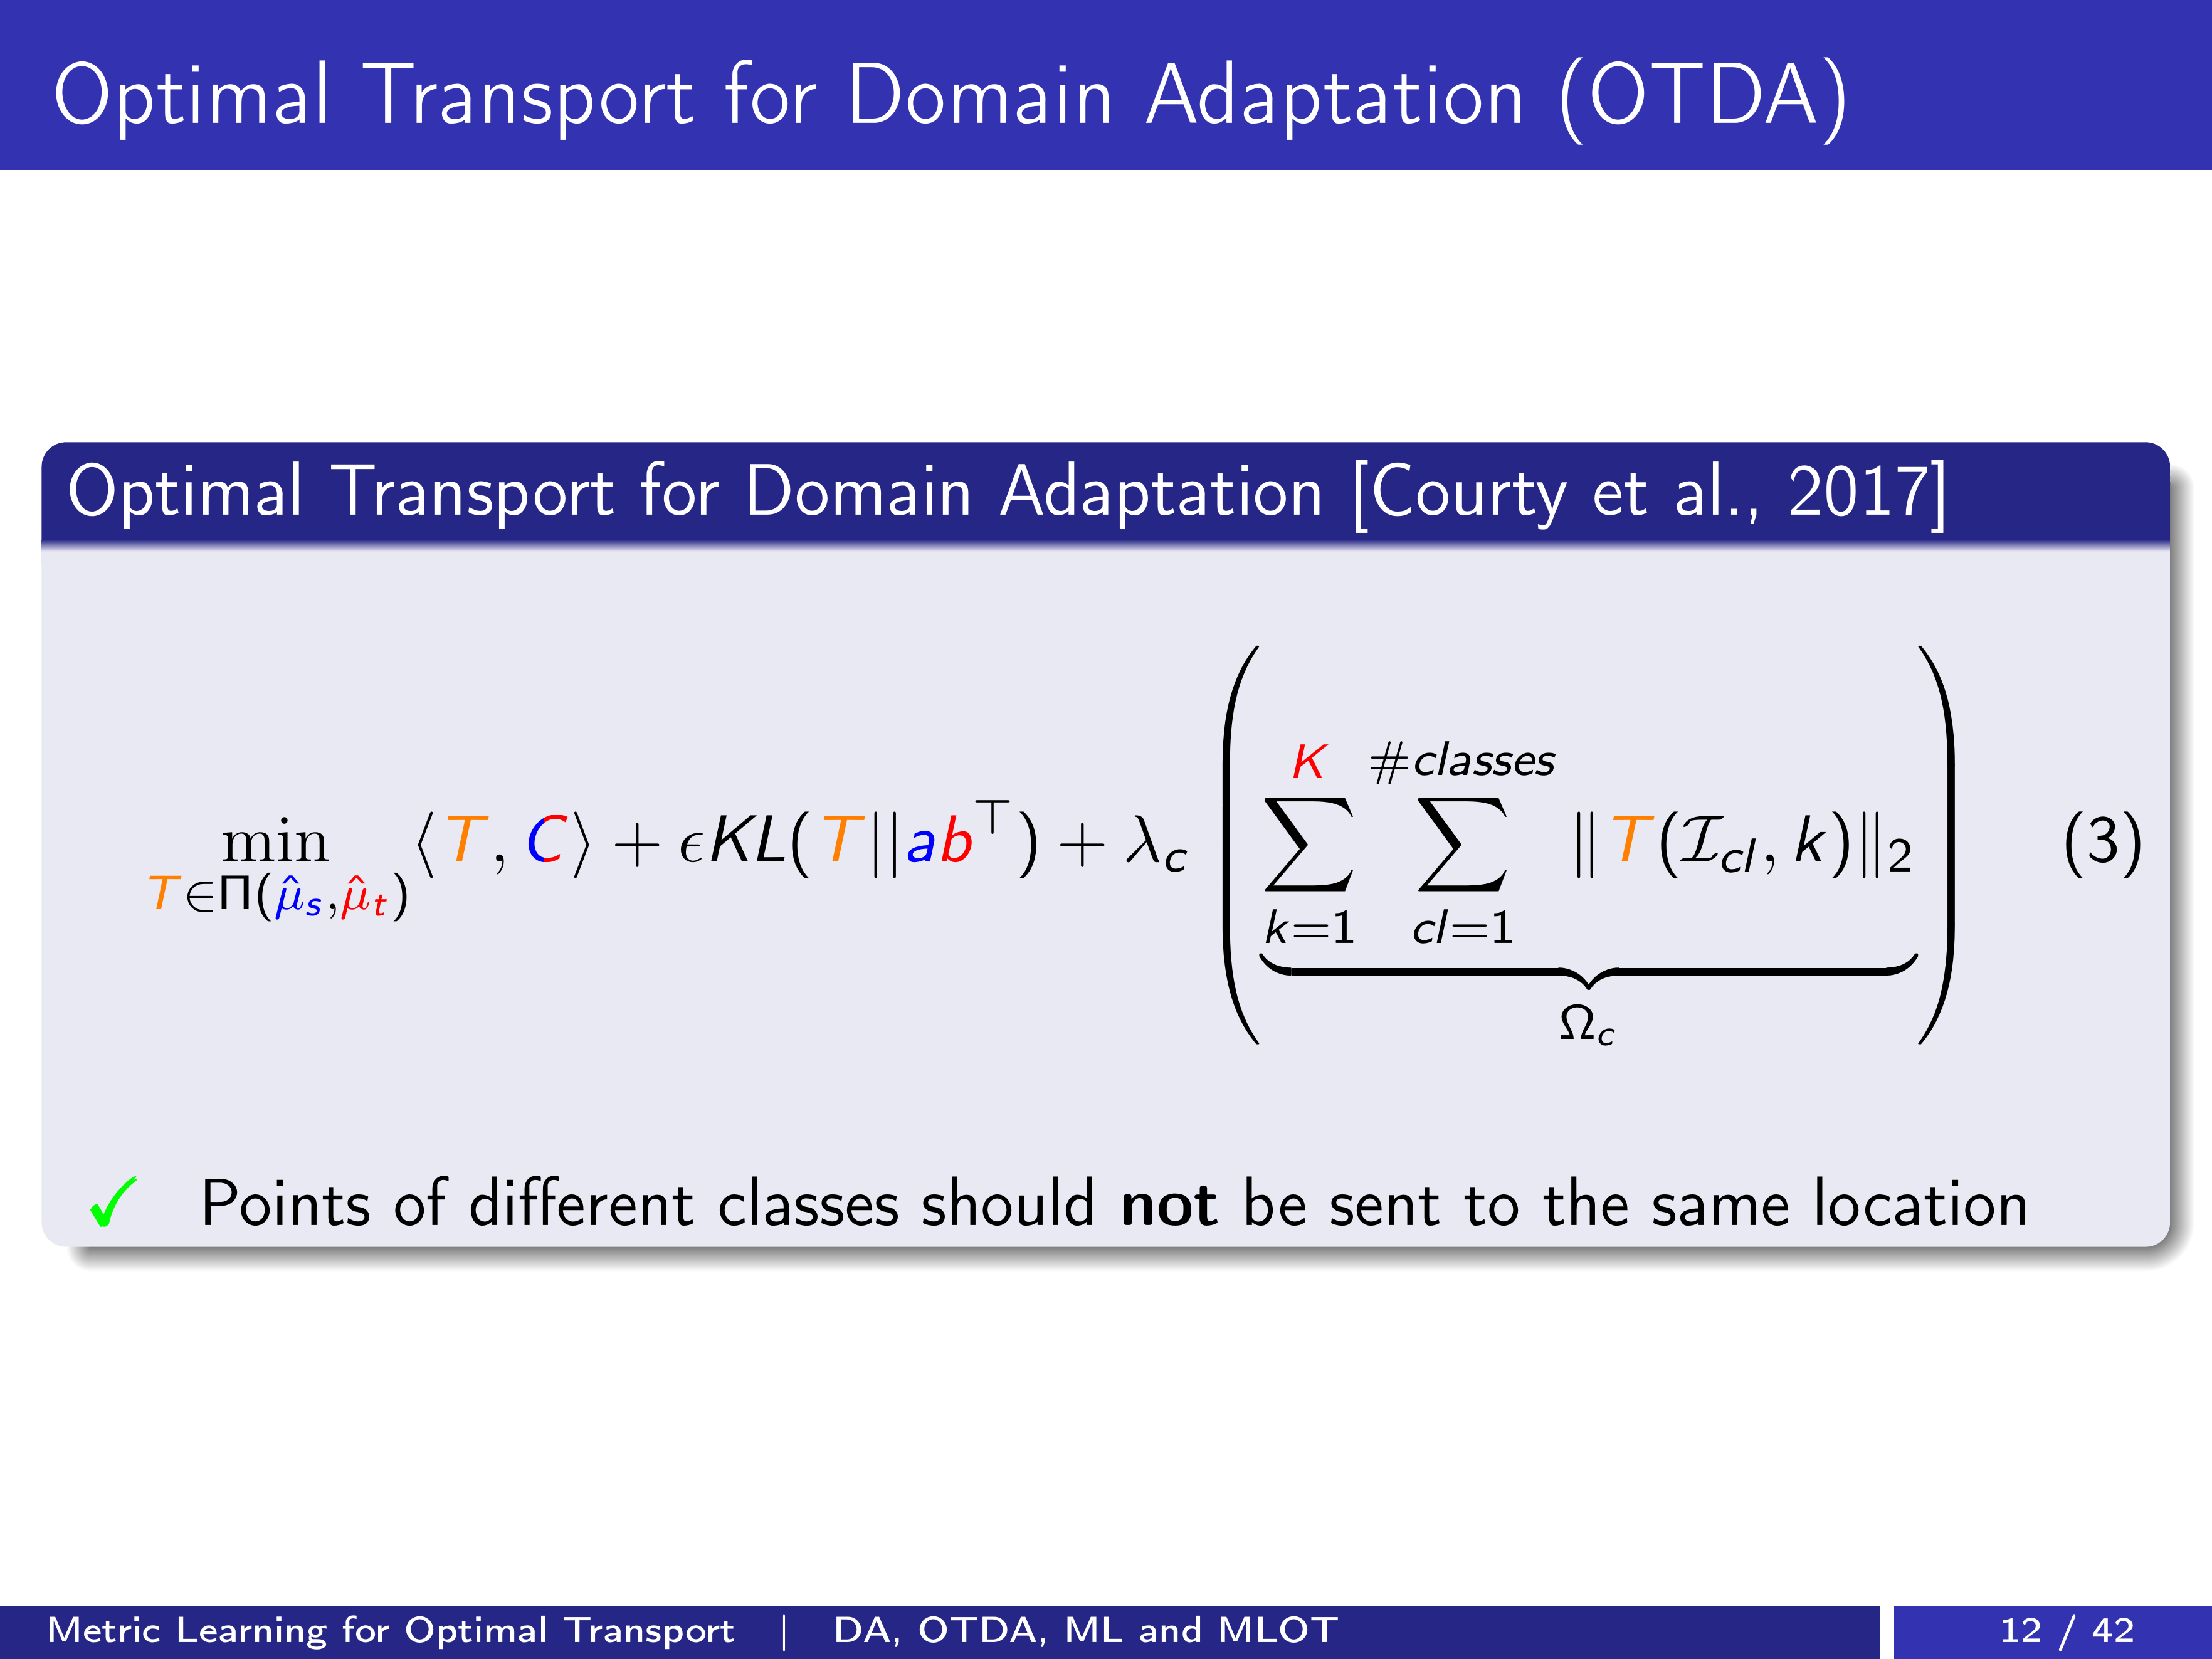 Optimal Transport for Domain Adaptation (OTDA)
Optimal Transport for Domain Adaptation [Courty et al., 2017]
$$\min_{T \in \Pi(\hat{\mu}_s, \hat{\mu}_t)} \langle T, C \rangle + \epsilon KL(T || ab^\top) + \lambda_c \left( \underbrace{\sum_{k=1}^{K} \sum_{cl=1}^{\#classes} \| T(\mathcal{I}_{cl}, k) \|_2}_{\Omega_c} \right) \quad (3)$$
✓ Points of different classes should not be sent to the same location
Metric Learning for Optimal Transport | DA, OTDA, ML and MLOT 12 / 42